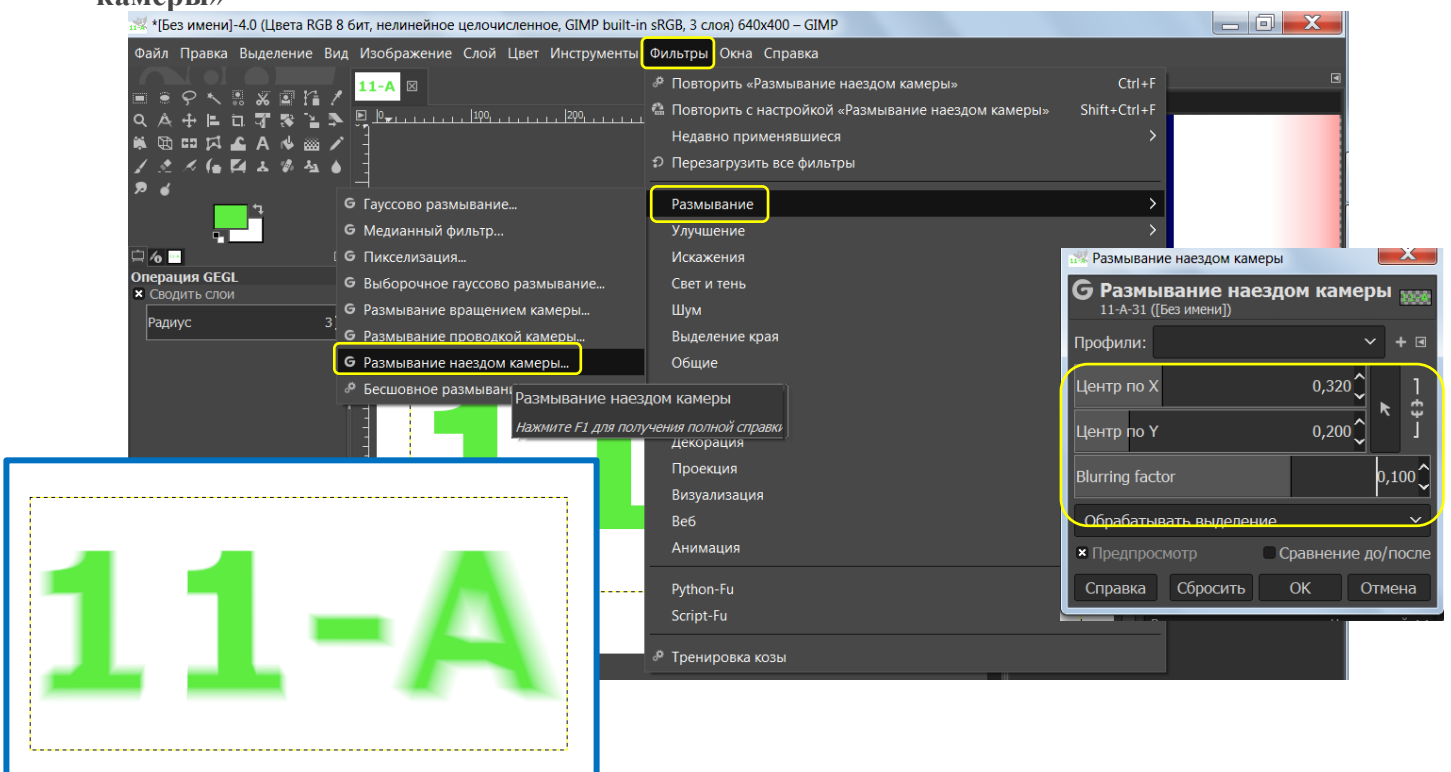 камеры»
*[Без имени]-4.0 (Цвета RGB 8 бит, нелинейное целочисленное, GIMP built-in sRGB, 3 слоя) 640x400 – GIMP
Файл Правка Выделение Вид Изображение Слой Цвет Инструменты Фильтры Окна Справка
11-A
0 100 200
Операция GEGL
Сводить слои
Радиус 3
Повторить «Размывание наездом камеры» Ctrl+F
Повторить с настройкой «Размывание наездом камеры» Shift+Ctrl+F
Недавно применявшиеся
Перезагрузить все фильтры
Размывание
Улучшение
Искажения
Свет и тень
Шум
Выделение края
Общие
Декорация
Проекция
Визуализация
Веб
Анимация
Python-Fu
Script-Fu
Тренировка козы
Гауссово размывание...
Медианный фильтр...
Пикселизация...
Выборочное гауссово размывание...
Размывание вращением камеры...
Размывание проводкой камеры...
Размывание наездом камеры...
Бесшовное размывани
Размывание наездом камеры
Нажмите F1 для получения полной справки
Размывание наездом камеры
Размывание наездом камеры
11-A-31 ([Без имени])
Профили:
Центр по X 0,320
Центр по Y 0,200
Blurring factor 0,100
Обрабатывать выделение
Предпросмотр Сравнение до/после
Справка Сбросить OK Отмена
11-A